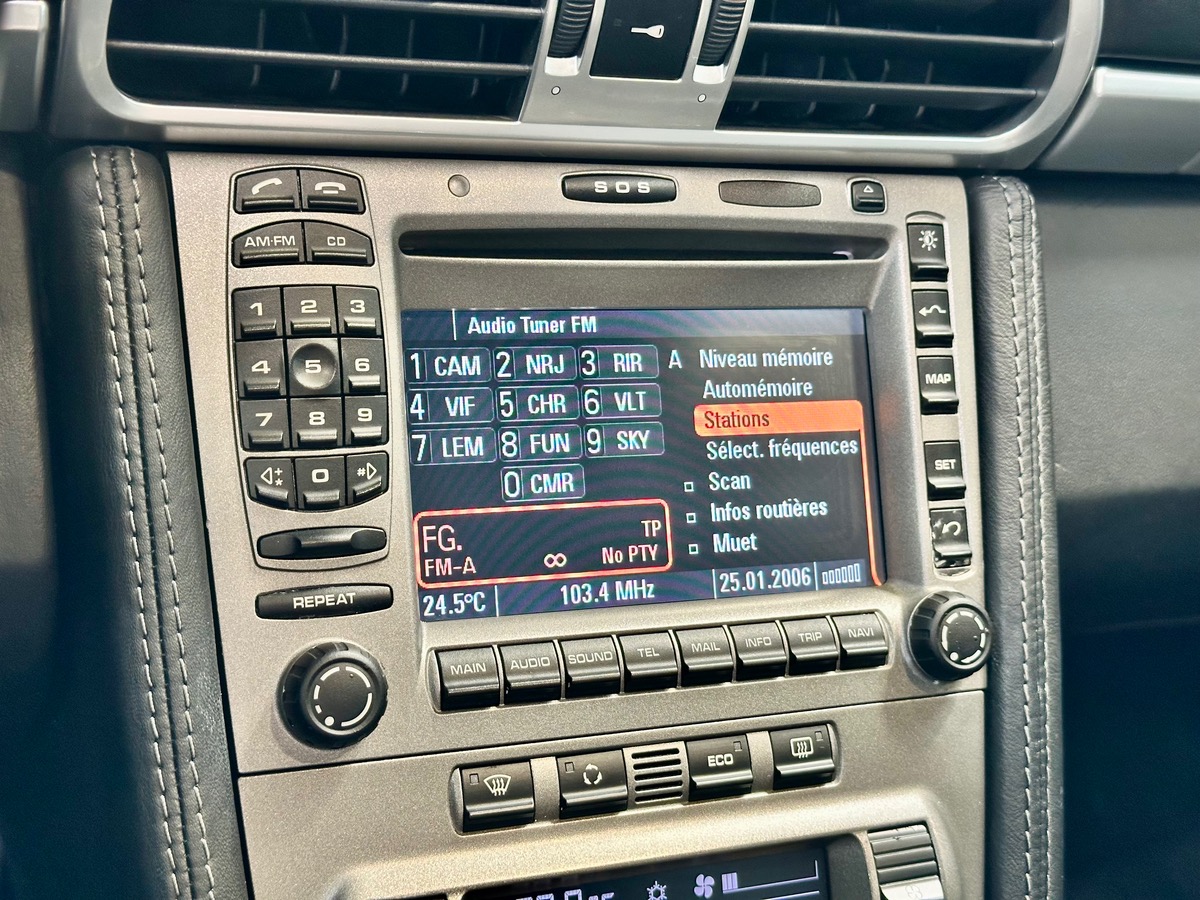 SOS
AM·FM CD
1 2 3
4 5 6
7 8 9
* 0 #
REPEAT
MAP
SET
Audio Tuner FM
1 CAM 2 NRJ 3 RIR A
4 VIF 5 CHR 6 VLT
7 LEM 8 FUN 9 SKY
0 CMR
Niveau mémoire
Automémoire
Stations
Sélect. fréquences
Scan
Infos routières
Muet
FG. TP
FM-A ∞ No PTY
24.5°C 103.4 MHz 25.01.2006
MAIN AUDIO SOUND TEL MAIL INFO TRIP NAVI
ECO